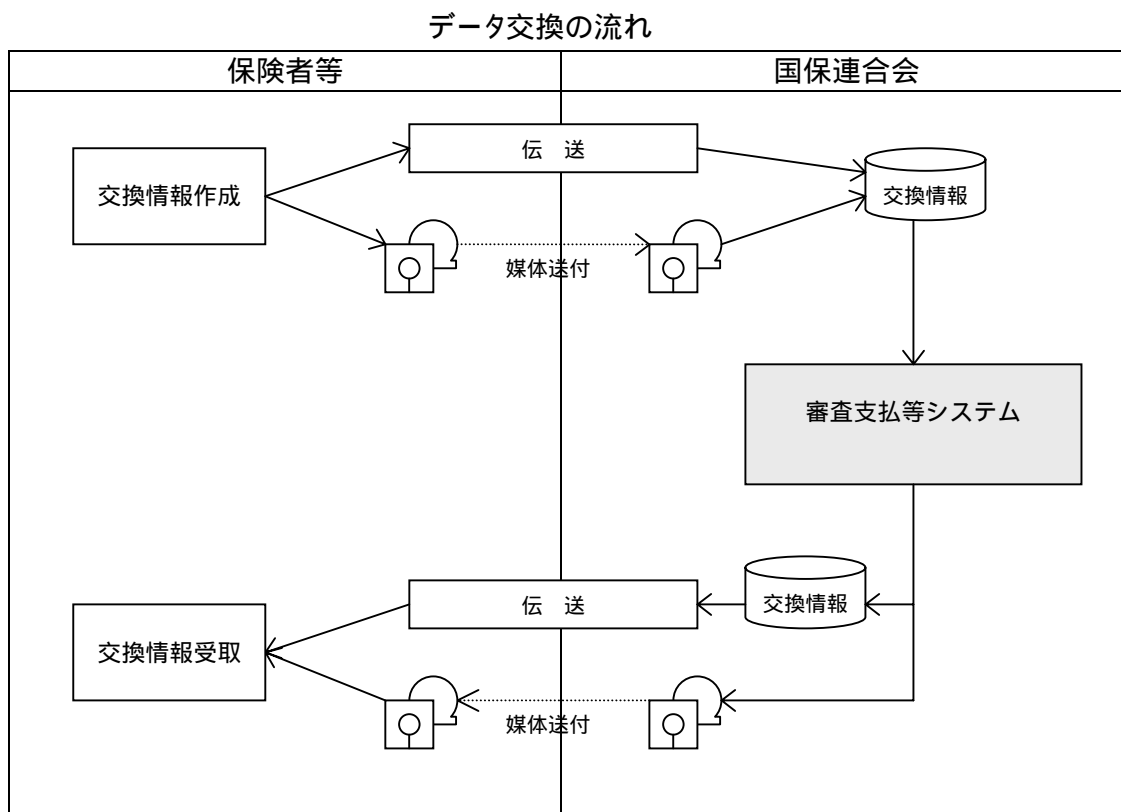 データ交換の流れ
保険者等
国保連合会
伝　送
交換情報作成
交換情報
媒体送付
審査支払等システム
伝　送
交換情報
交換情報受取
媒体送付